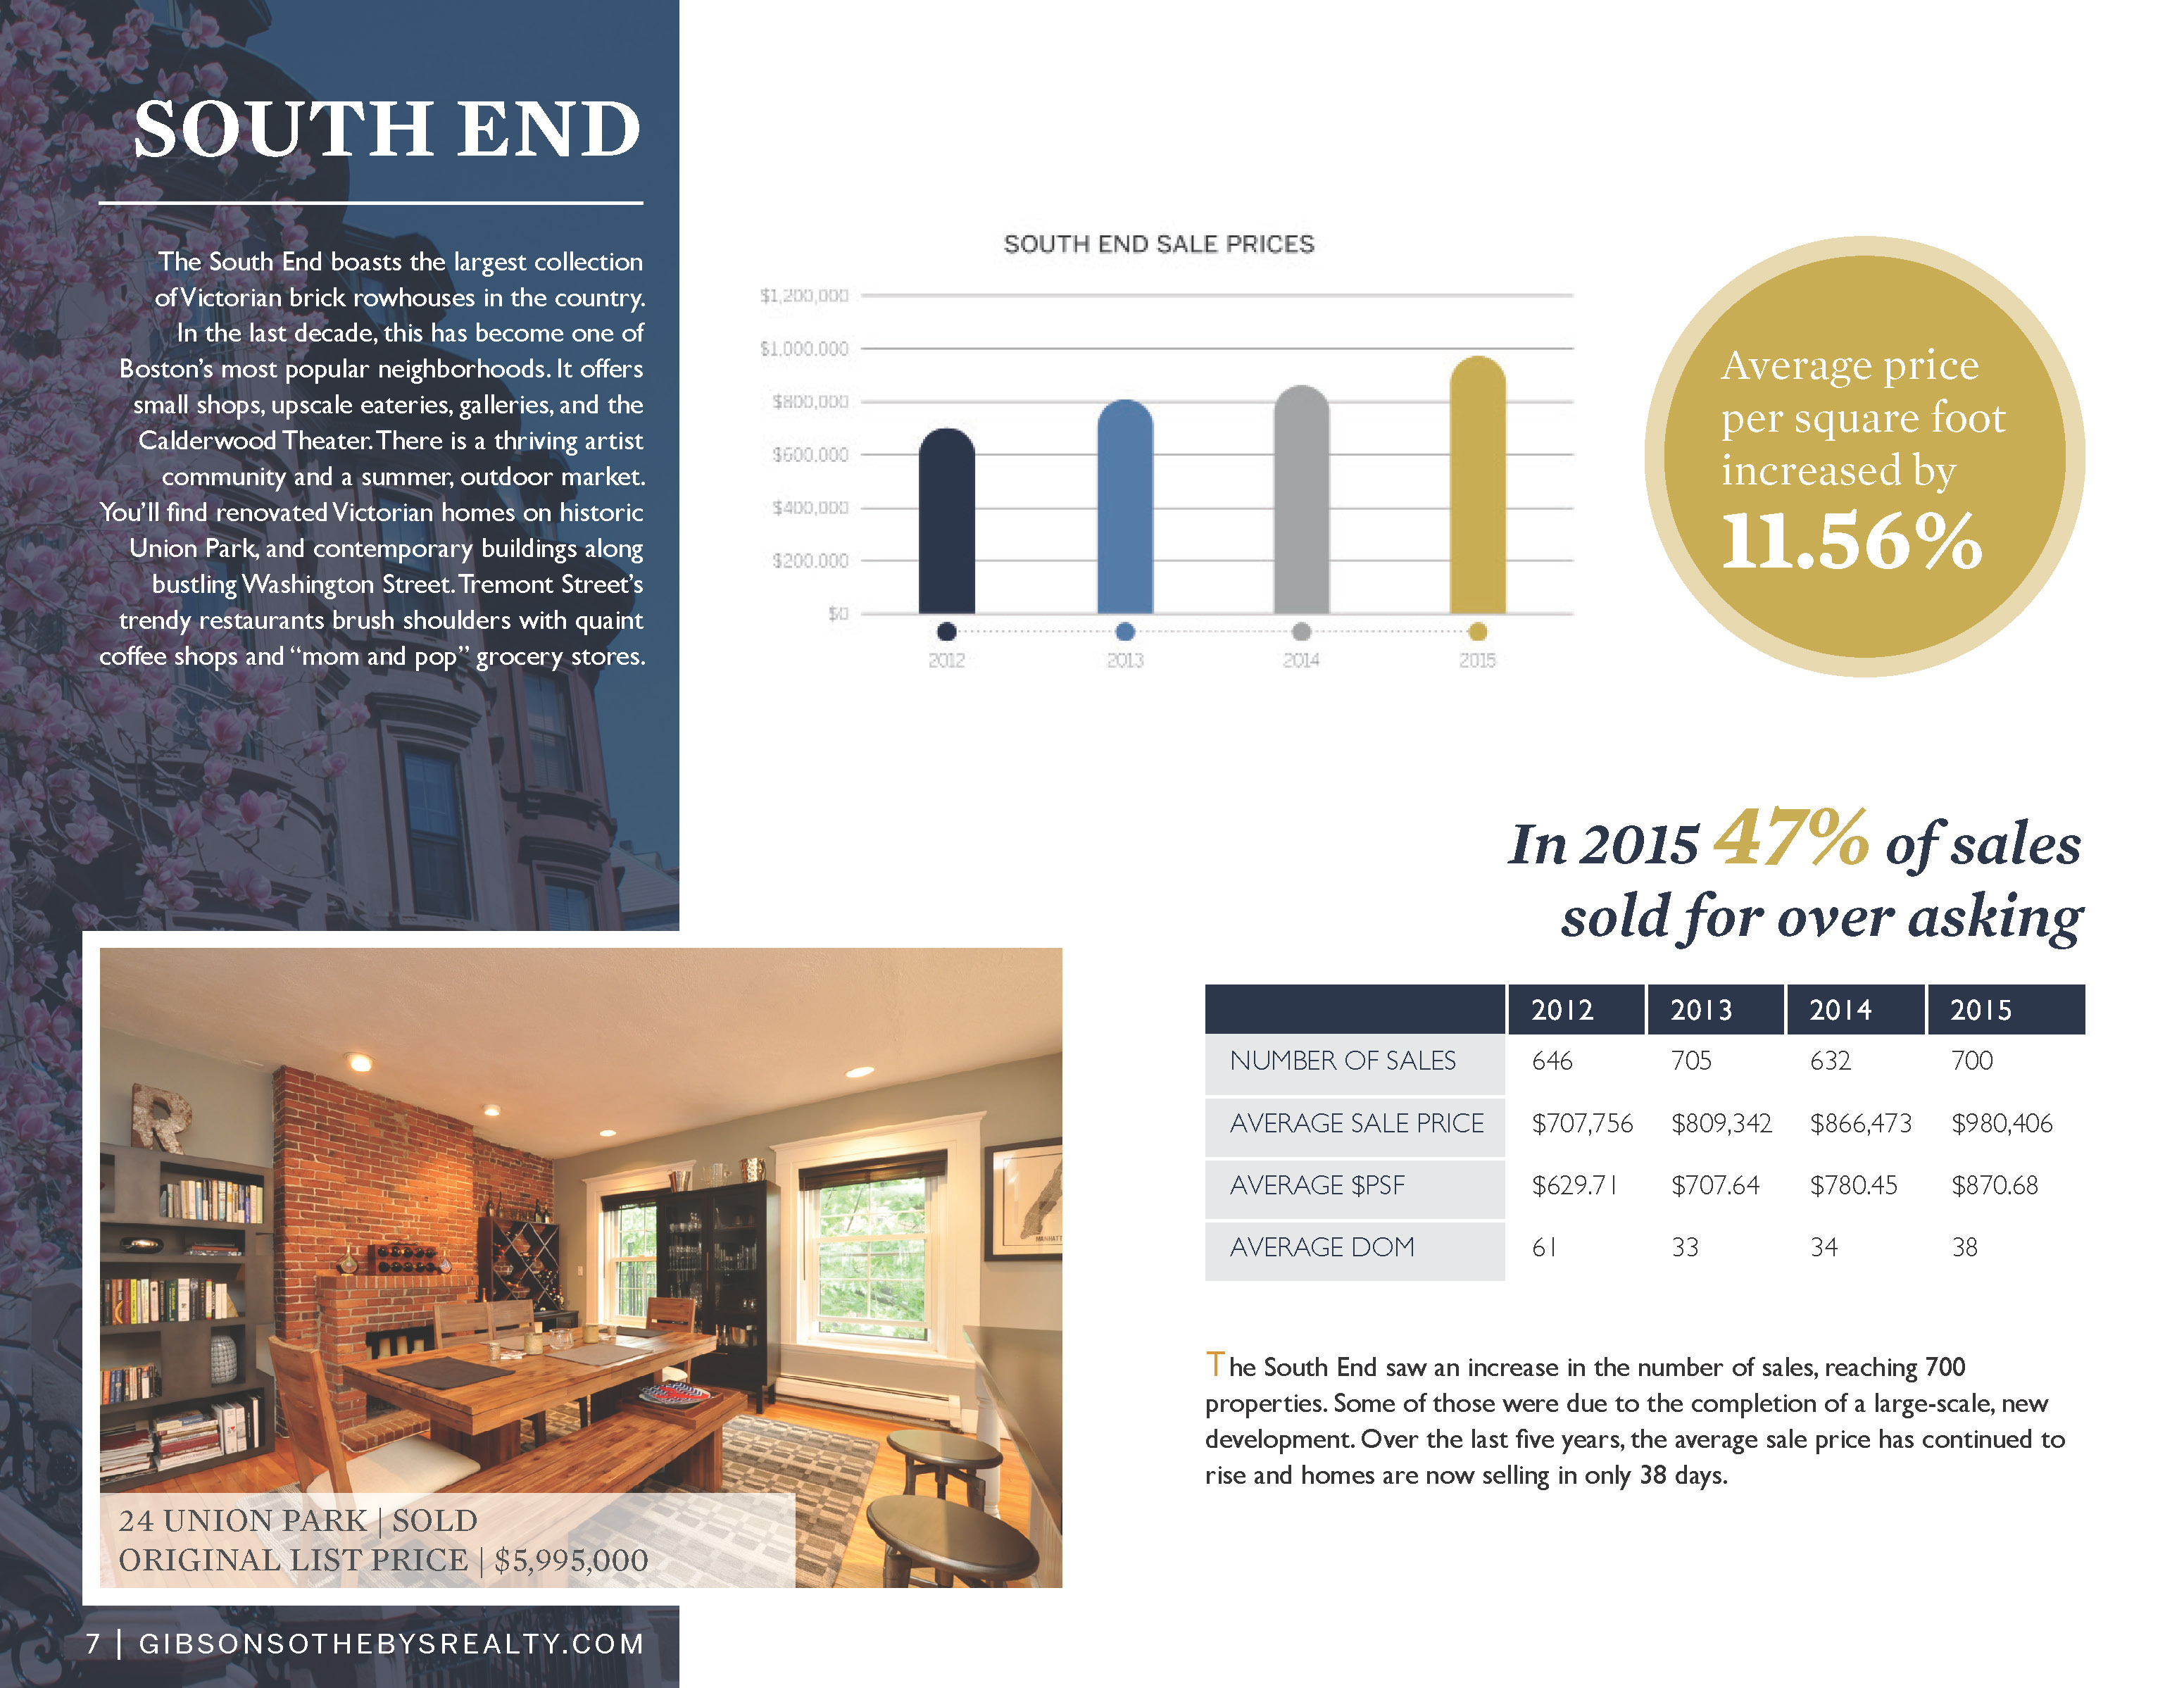 SOUTH END
The South End boasts the largest collection
of Victorian brick rowhouses in the country.
In the last decade, this has become one of
Boston's most popular neighborhoods. It offers
small shops, upscale eateries, galleries, and the
Calderwood Theater. There is a thriving artist
community and a summer, outdoor market.
You'll find renovated Victorian homes on historic
Union Park, and contemporary buildings along
bustling Washington Street. Tremont Street's
trendy restaurants brush shoulders with quaint
coffee shops and “mom and pop” grocery stores.
SOUTH END SALE PRICES
$1,200,000
$1,000,000
$800,000
$600,000
$400,000
$200,000
$0
2012 2013 2014 2015
Average price
per square foot
increased by
11.56%
In 2015 47% of sales
sold for over asking
2012 2013 2014 2015
NUMBER OF SALES 646 705 632 700
AVERAGE SALE PRICE $707,756 $809,342 $866,473 $980,406
AVERAGE $PSF $629.71 $707.64 $780.45 $870.68
AVERAGE DOM 61 33 34 38
The South End saw an increase in the number of sales, reaching 700
properties. Some of those were due to the completion of a large-scale, new
development. Over the last five years, the average sale price has continued to
rise and homes are now selling in only 38 days.
R
MANHATT
24 UNION PARK | SOLD
ORIGINAL LIST PRICE | $5,995,000
7 | GIBSONSOTHEBYSREALTY.COM